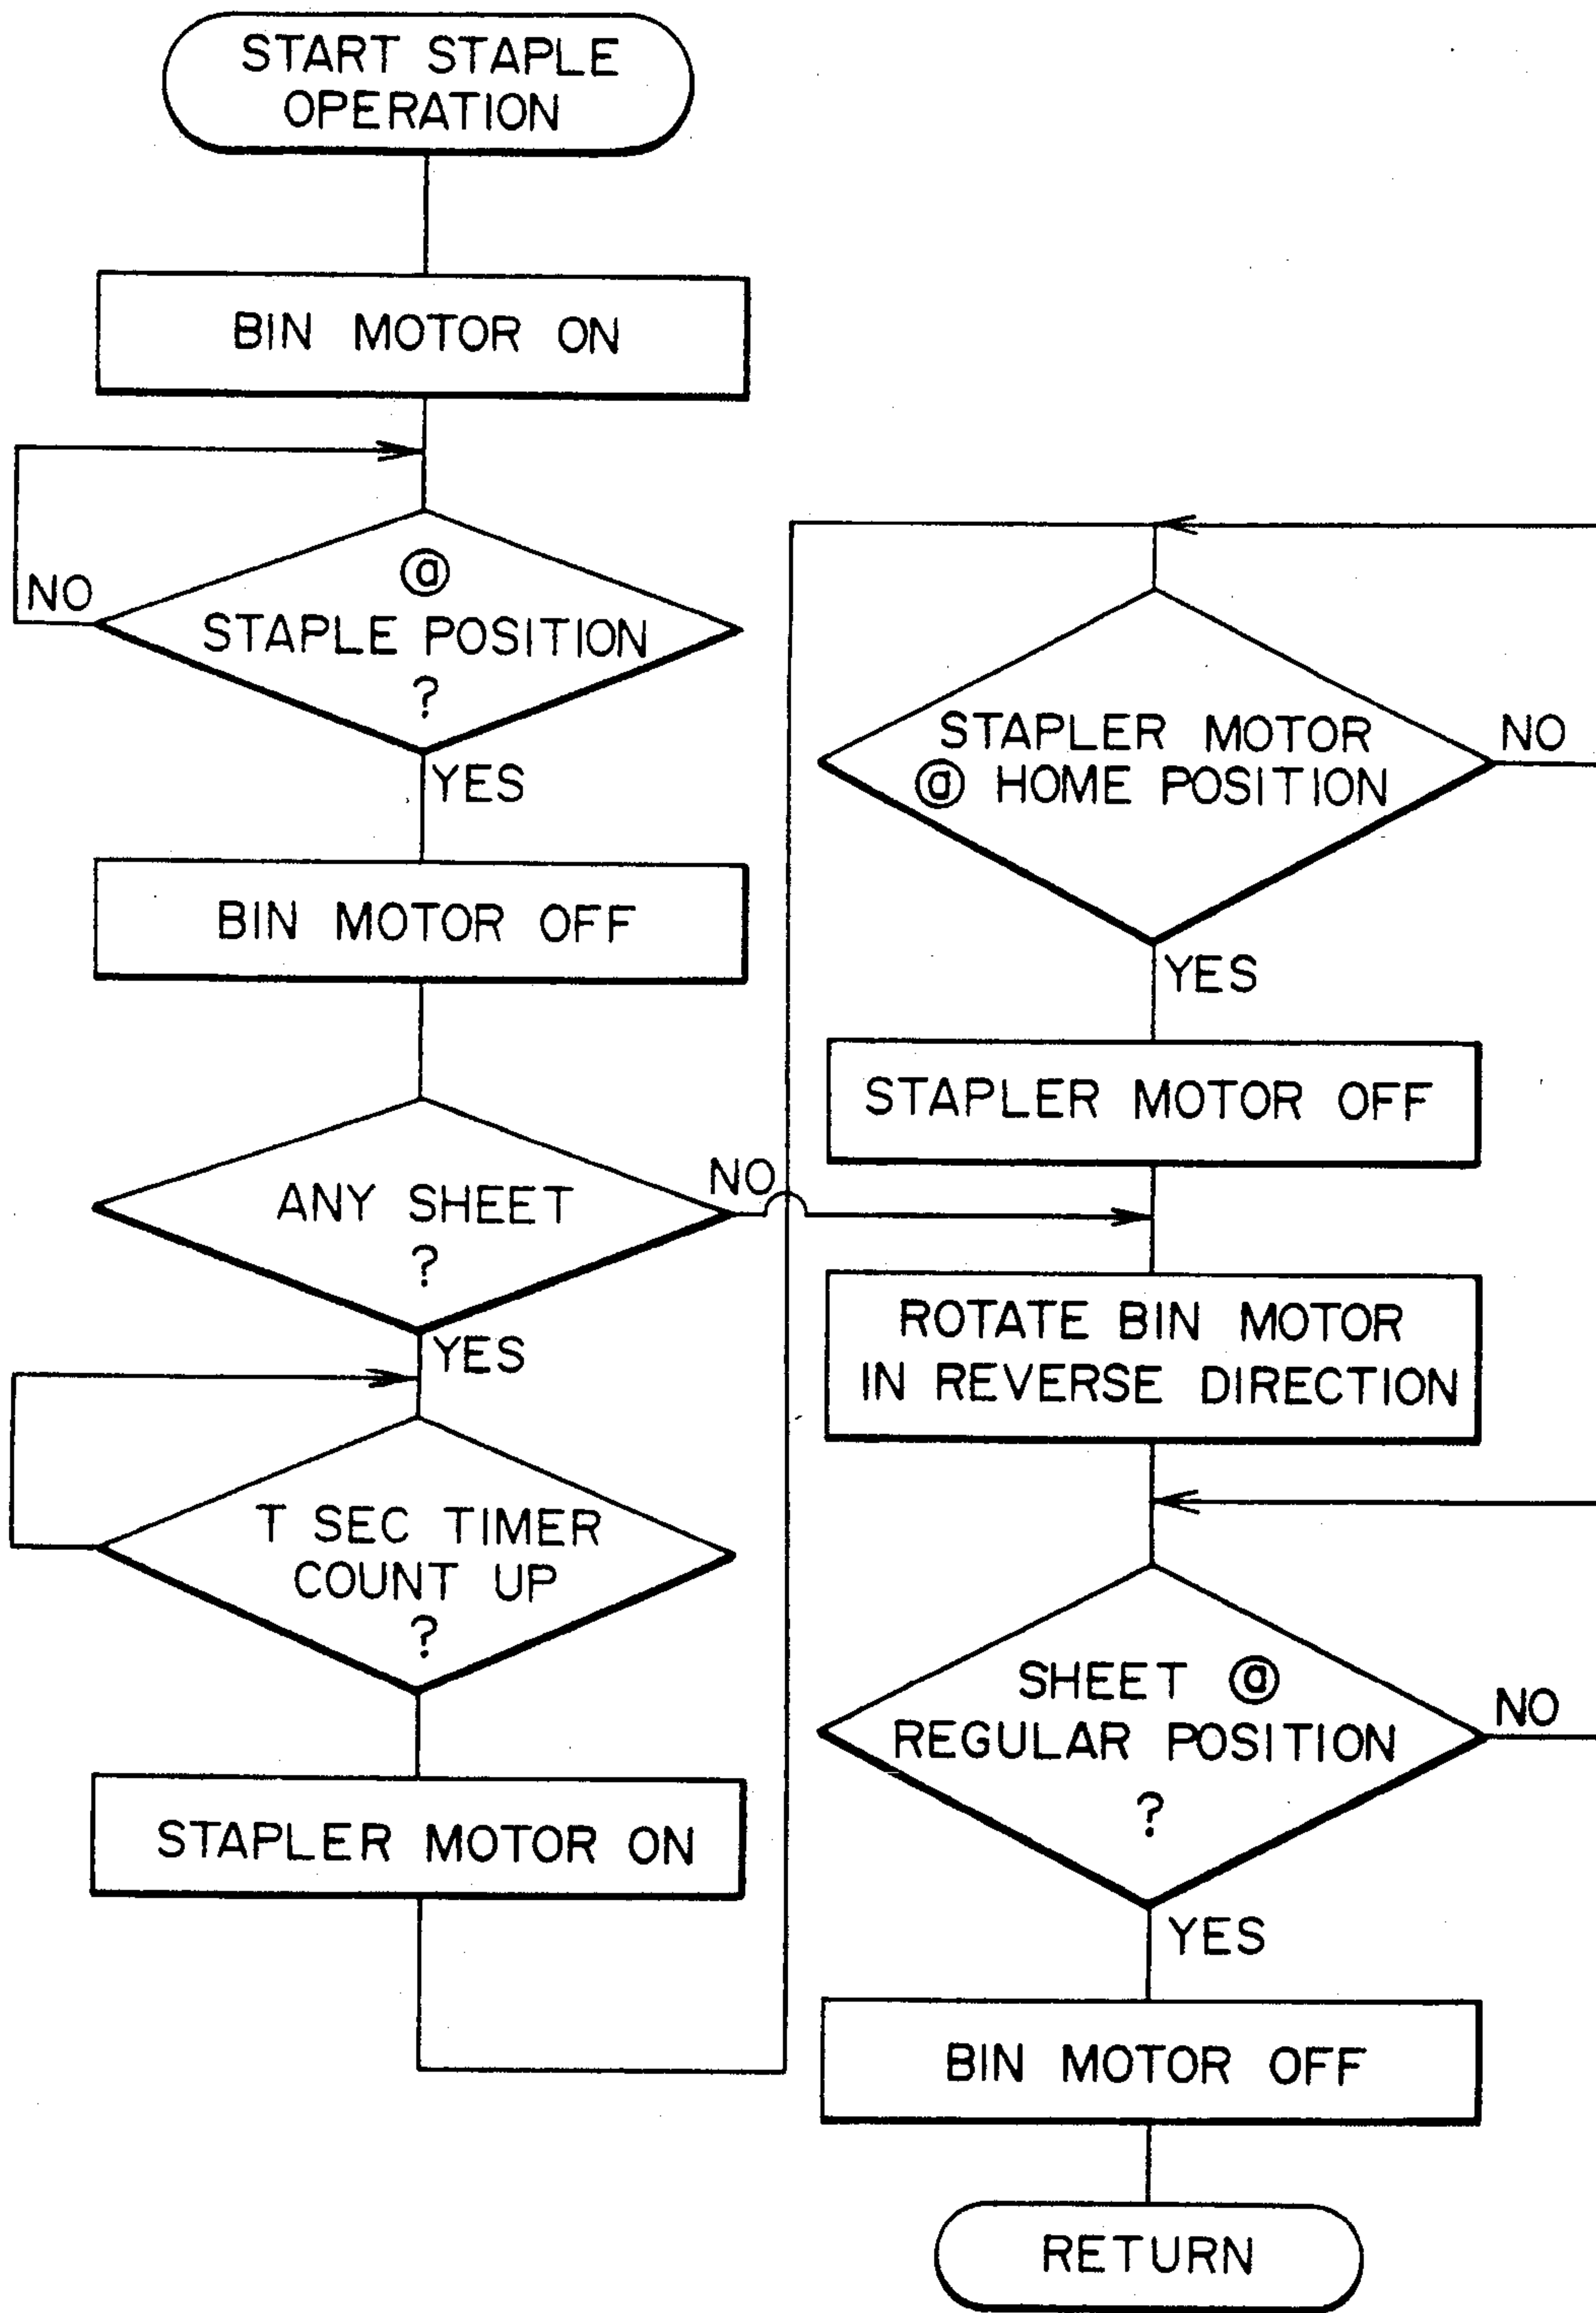 START STAPLE
OPERATION
BIN MOTOR ON
@
STAPLE POSITION
?
NO
YES
BIN MOTOR OFF
ANY SHEET
?
NO
YES
T SEC TIMER
COUNT UP
?
STAPLER MOTOR ON
STAPLER MOTOR
@ HOME POSITION
NO
YES
STAPLER MOTOR OFF
ROTATE BIN MOTOR
IN REVERSE DIRECTION
SHEET @
REGULAR POSITION
?
NO
YES
BIN MOTOR OFF
RETURN